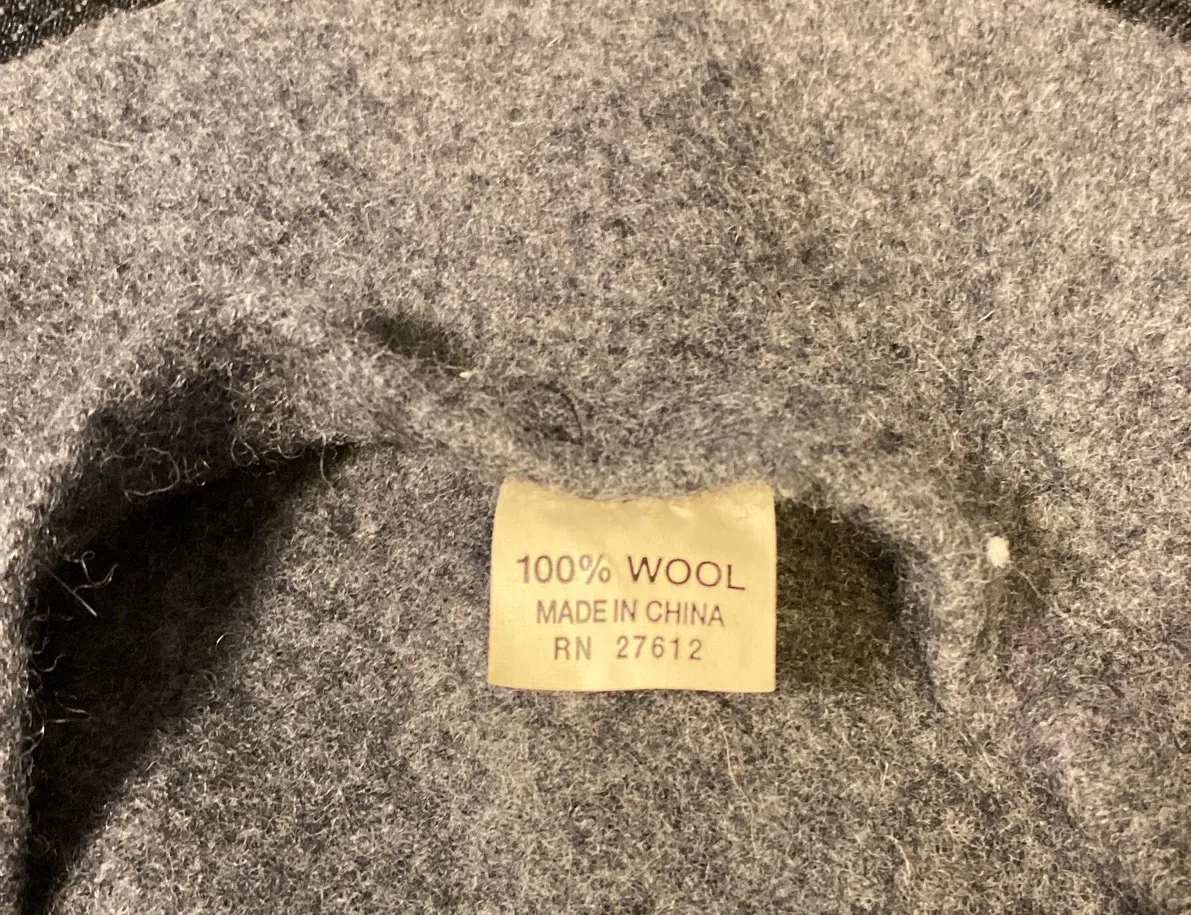 100% WOOL
MADE IN CHINA
RN 27612